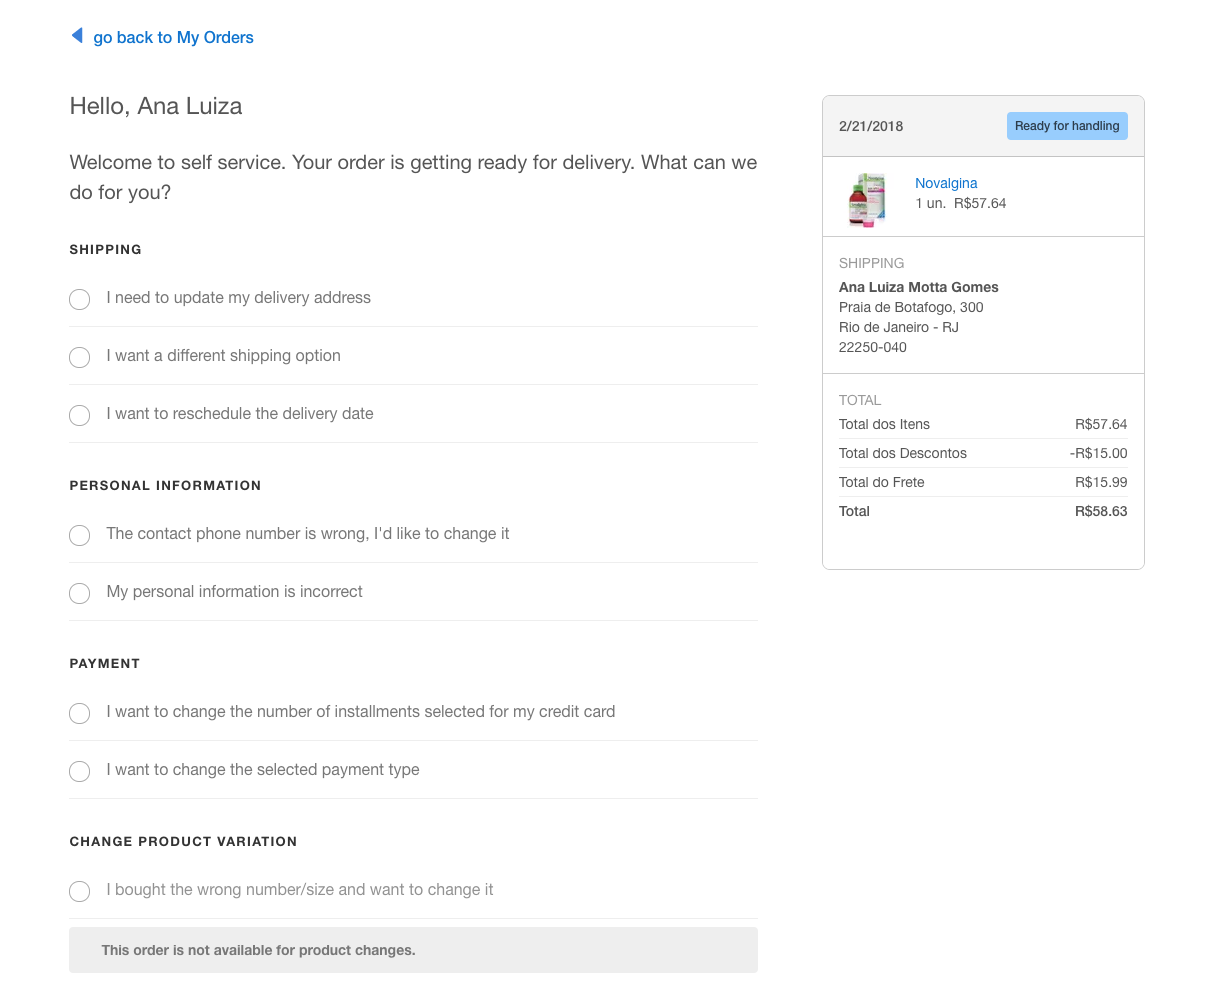 go back to My Orders
Hello, Ana Luiza
Welcome to self service. Your order is getting ready for delivery. What can we
do for you?
SHIPPING
I need to update my delivery address
I want a different shipping option
I want to reschedule the delivery date
PERSONAL INFORMATION
The contact phone number is wrong, I'd like to change it
My personal information is incorrect
PAYMENT
I want to change the number of installments selected for my credit card
I want to change the selected payment type
CHANGE PRODUCT VARIATION
I bought the wrong number/size and want to change it
This order is not available for product changes.
2/21/2018 Ready for handling
Novalgina
1 un. R$57.64
SHIPPING
Ana Luiza Motta Gomes
Praia de Botafogo, 300
Rio de Janeiro - RJ
22250-040
TOTAL
Total dos Itens R$57.64
Total dos Descontos -R$15.00
Total do Frete R$15.99
Total R$58.63